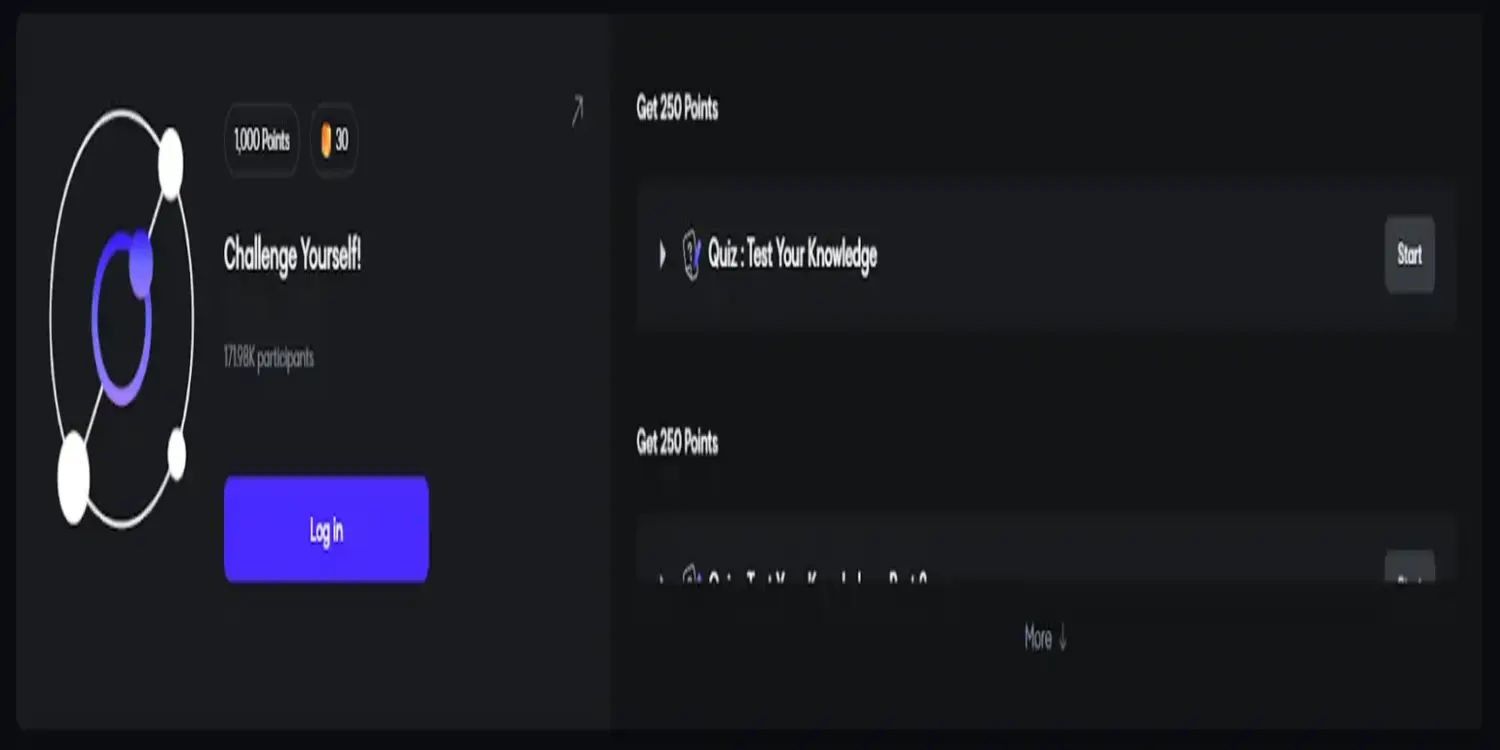 1,000 Points
30
Challenge Yourself!
171.98K participants
Log in
Get 250 Points
Quiz : Test Your Knowledge
Start
Get 250 Points
More ↓